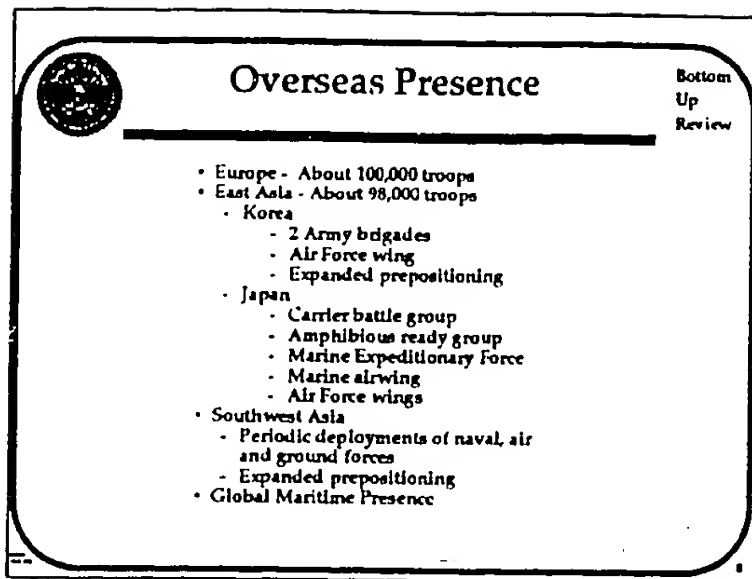 Overseas Presence
Bottom
Up
Review
• Europe - About 100,000 troops
• East Asia - About 98,000 troops
- Korea
- 2 Army brigades
- Air Force wing
- Expanded prepositioning
- Japan
- Carrier battle group
- Amphibious ready group
- Marine Expeditionary Force
- Marine airwing
- Air Force wings
• Southwest Asia
- Periodic deployments of naval, air
and ground forces
- Expanded prepositioning
• Global Maritime Presence